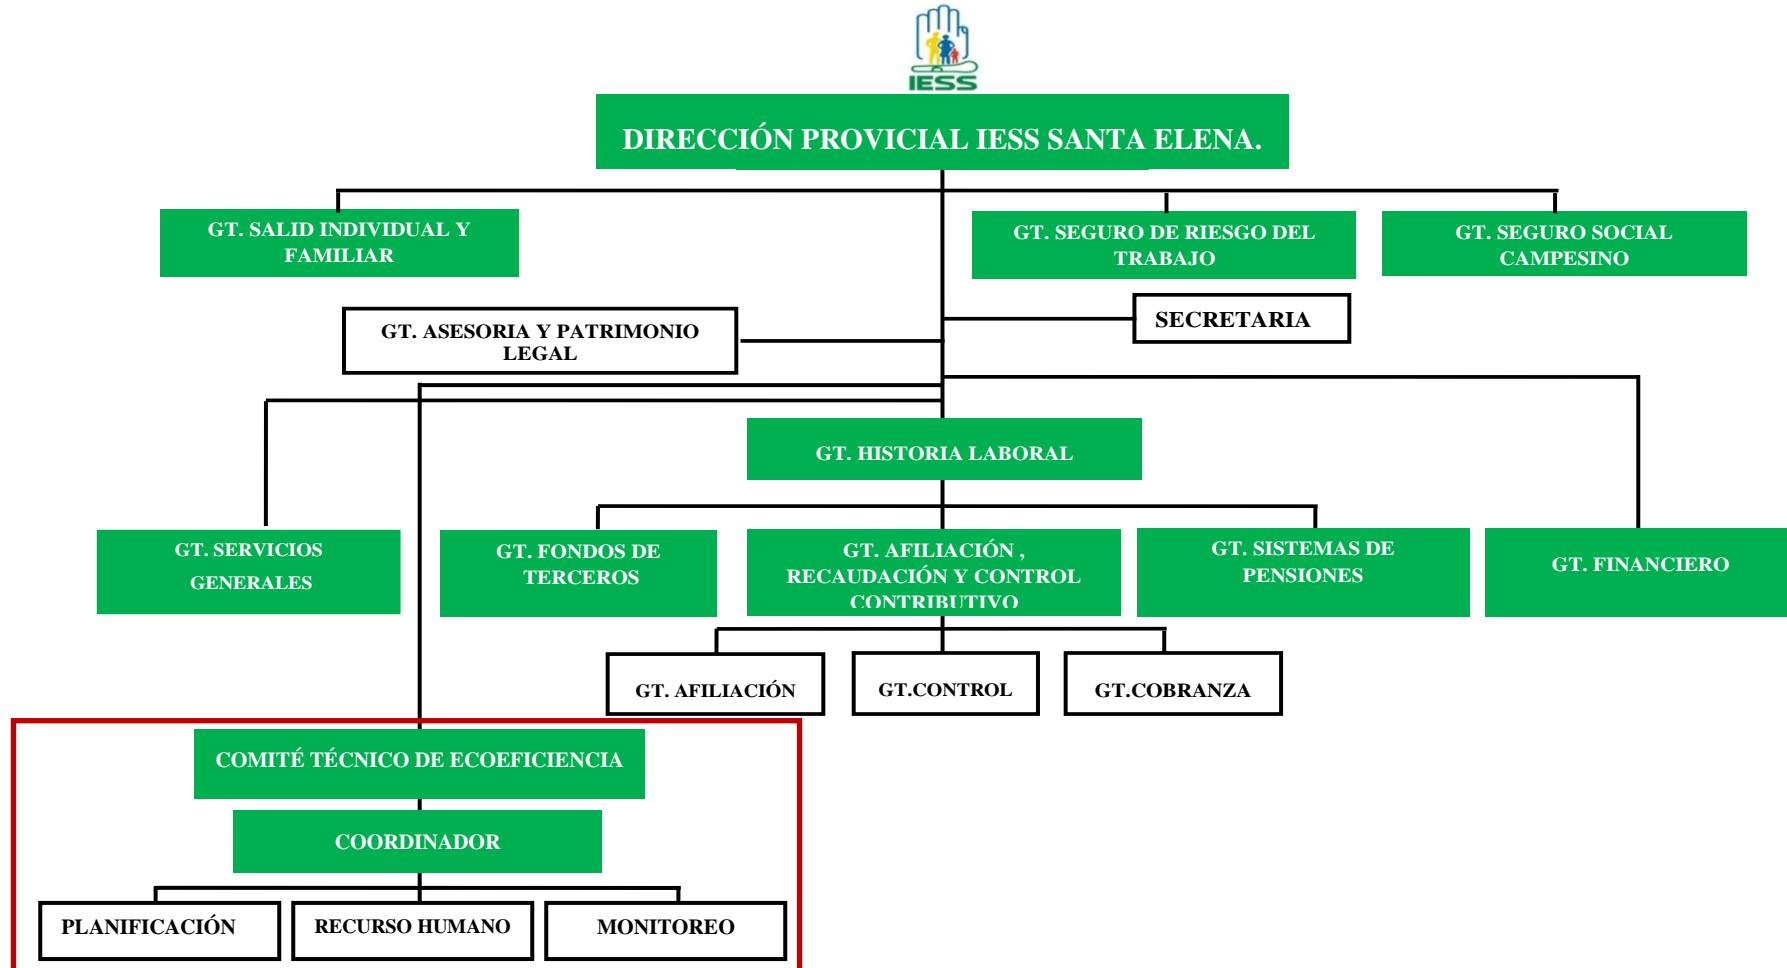 IESS
DIRECCIÓN PROVICIAL IESS SANTA ELENA.
GT. SALID INDIVIDUAL Y
FAMILIAR
GT. SEGURO DE RIESGO DEL
TRABAJO
GT. SEGURO SOCIAL
CAMPESINO
GT. ASESORIA Y PATRIMONIO
LEGAL
SECRETARIA
GT. HISTORIA LABORAL
GT. SERVICIOS
GENERALES
GT. FONDOS DE
TERCEROS
GT. AFILIACIÓN ,
RECAUDACIÓN Y CONTROL
CONTRIBUTIVO
GT. SISTEMAS DE
PENSIONES
GT. FINANCIERO
GT. AFILIACIÓN
GT.CONTROL
GT.COBRANZA
COMITÉ TÉCNICO DE ECOEFICIENCIA
COORDINADOR
PLANIFICACIÓN
RECURSO HUMANO
MONITOREO